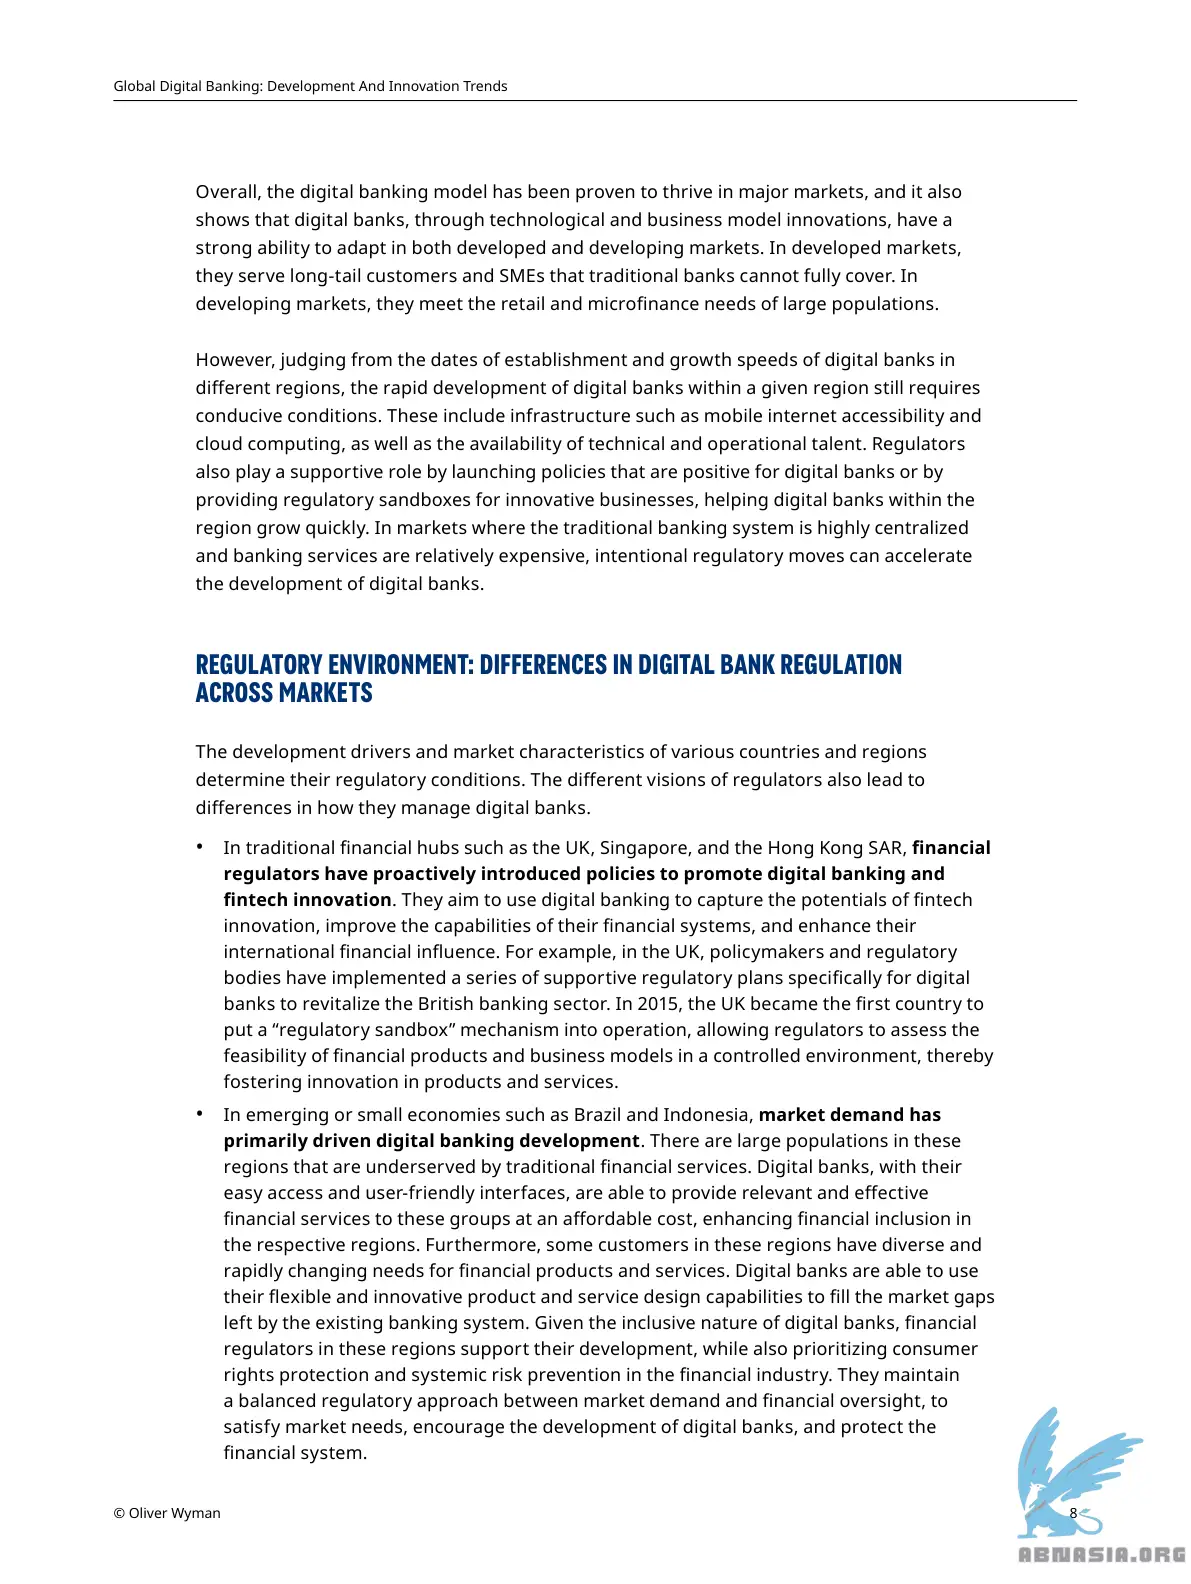 Global Digital Banking: Development And Innovation Trends
Overall, the digital banking model has been proven to thrive in major markets, and it also
shows that digital banks, through technological and business model innovations, have a
strong ability to adapt in both developed and developing markets. In developed markets,
they serve long-tail customers and SMEs that traditional banks cannot fully cover. In
developing markets, they meet the retail and microfinance needs of large populations.
However, judging from the dates of establishment and growth speeds of digital banks in
different regions, the rapid development of digital banks within a given region still requires
conducive conditions. These include infrastructure such as mobile internet accessibility and
cloud computing, as well as the availability of technical and operational talent. Regulators
also play a supportive role by launching policies that are positive for digital banks or by
providing regulatory sandboxes for innovative businesses, helping digital banks within the
region grow quickly. In markets where the traditional banking system is highly centralized
and banking services are relatively expensive, intentional regulatory moves can accelerate
the development of digital banks.
REGULATORY ENVIRONMENT: DIFFERENCES IN DIGITAL BANK REGULATION
ACROSS MARKETS
The development drivers and market characteristics of various countries and regions
determine their regulatory conditions. The different visions of regulators also lead to
differences in how they manage digital banks.
• In traditional financial hubs such as the UK, Singapore, and the Hong Kong SAR, financial
regulators have proactively introduced policies to promote digital banking and
fintech innovation. They aim to use digital banking to capture the potentials of fintech
innovation, improve the capabilities of their financial systems, and enhance their
international financial influence. For example, in the UK, policymakers and regulatory
bodies have implemented a series of supportive regulatory plans specifically for digital
banks to revitalize the British banking sector. In 2015, the UK became the first country to
put a “regulatory sandbox” mechanism into operation, allowing regulators to assess the
feasibility of financial products and business models in a controlled environment, thereby
fostering innovation in products and services.
• In emerging or small economies such as Brazil and Indonesia, market demand has
primarily driven digital banking development. There are large populations in these
regions that are underserved by traditional financial services. Digital banks, with their
easy access and user-friendly interfaces, are able to provide relevant and effective
financial services to these groups at an affordable cost, enhancing financial inclusion in
the respective regions. Furthermore, some customers in these regions have diverse and
rapidly changing needs for financial products and services. Digital banks are able to use
their flexible and innovative product and service design capabilities to fill the market gaps
left by the existing banking system. Given the inclusive nature of digital banks, financial
regulators in these regions support their development, while also prioritizing consumer
rights protection and systemic risk prevention in the financial industry. They maintain
a balanced regulatory approach between market demand and financial oversight, to
satisfy market needs, encourage the development of digital banks, and protect the
financial system.
© Oliver Wyman
8
ABNASIA.ORG